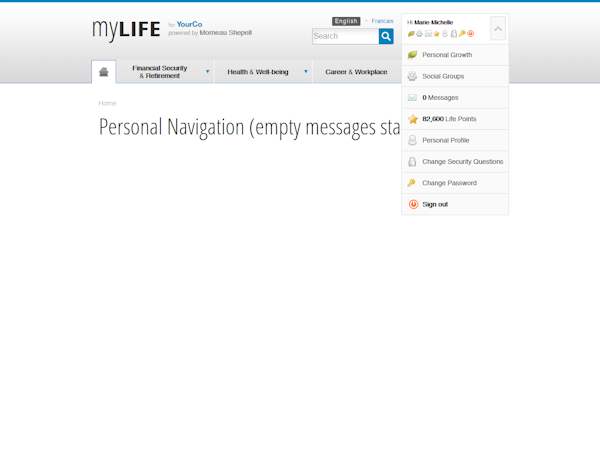 myLIFE
for YourCo
powered by Morneau Shepell
English
Francais
Search
Hi Marie-Michelle
Financial Security
& Retirement
Health & Well-being
Career & Workplace
Personal Growth
Social Groups
0 Messages
82,600 Life Points
Personal Profile
Change Security Questions
Change Password
Sign out
Home
Personal Navigation (empty messages sta